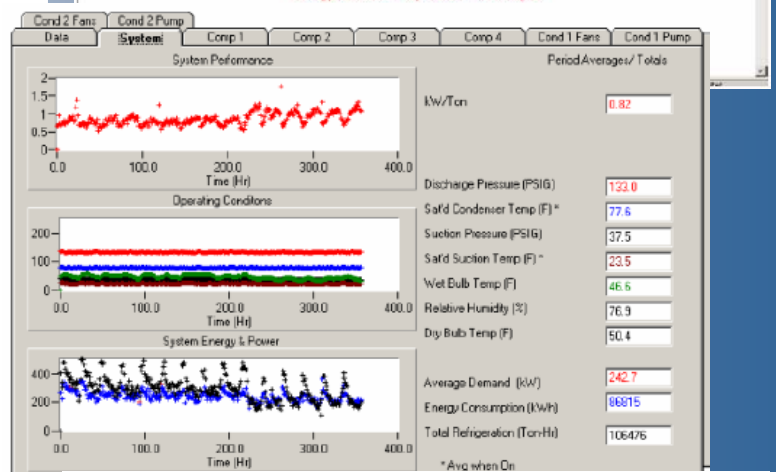 Cond 2 Fans Cond 2 Pump
Data System Comp 1 Comp 2 Comp 3 Comp 4 Cond 1 Fans Cond 1 Pump
System Performance
Period Averages/ Totals
2
1.5
1
0.5
0
0.0 100.0 200.0 300.0 400.0
Time (Hr)
kW/Ton 0.82
Operating Conditons
200
100
0
0.0 100.0 200.0 300.0 400.0
Time (Hr)
Discharge Pressure (PSIG) 133.0
Sat'd Condenser Temp (F) * 77.6
Suction Pressure (PSIG) 37.5
Sat'd Suction Temp (F) * 23.5
Wet Bulb Temp (F) 46.6
Relative Humidity (%) 76.9
Dry Bulb Temp (F) 50.4
System Energy & Power
400
200
0
0.0 100.0 200.0 300.0 400.0
Time (Hr)
Average Demand (kW) 242.7
Energy Consumption (kWh) 86815
Total Refrigeration (Ton-Hr) 106476
* Avg when On